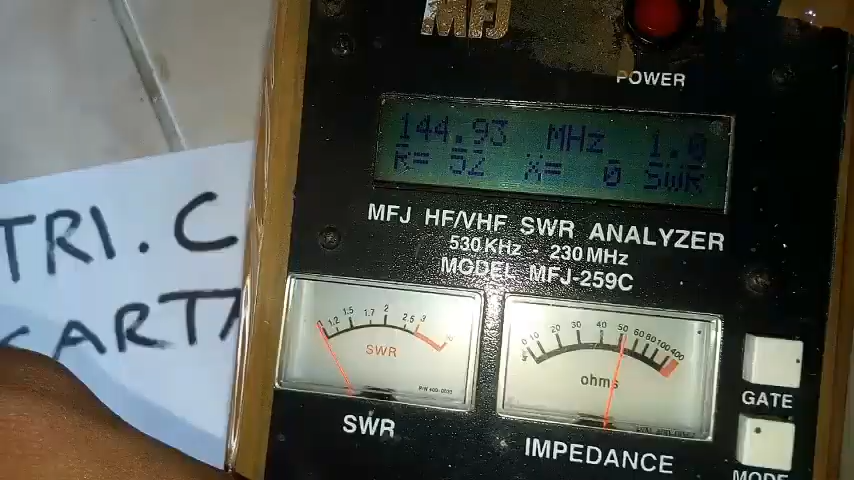 MFJ
POWER
144.93 MHz 1.0
R= 52 X= 0 SWR
MFJ HF/VHF SWR ANALYZER
530 KHz - 230 MHz
MODEL MFJ-259C
TRI. C
CARTA
1.2 1.5 1.7 2 2.5 3
SWR
SWR
0 10 20 30 40 50 60 80 100 400
ohms
IMPEDANCE
GATE
MODE